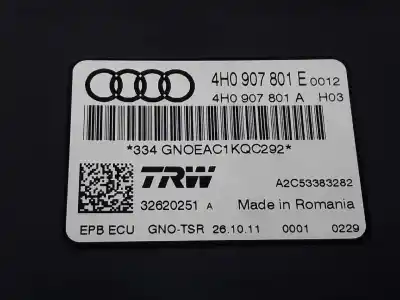 4H0 907 801 E 0012
4H0 907 801 A H03
*334 GNOEAC1KQC292*
TRW
A2C53383282
32620251 A Made in Romania
EPB ECU GNO-TSR 26.10.11 0001 0229